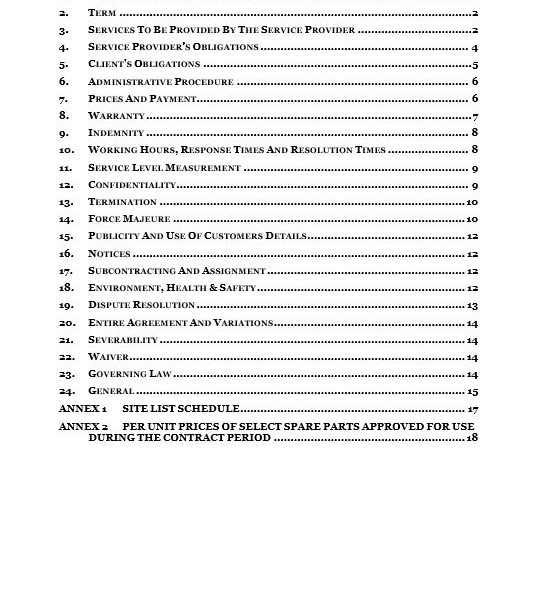 2. Term ........ 2
3. Services To Be Provided By The Service Provider ........ 2
4. Service Provider's Obligations ........ 4
5. Client's Obligations ........ 5
6. Administrative Procedure ........ 6
7. Prices And Payment ........ 6
8. Warranty ........ 7
9. Indemnity ........ 8
10. Working Hours, Response Times And Resolution Times ........ 8
11. Service Level Measurement ........ 9
12. Confidentiality ........ 9
13. Termination ........ 10
14. Force Majeure ........ 10
15. Publicity And Use Of Customers Details ........ 12
16. Notices ........ 12
17. Subcontracting And Assignment ........ 12
18. Environment, Health & Safety ........ 12
19. Dispute Resolution ........ 13
20. Entire Agreement And Variations ........ 14
21. Severability ........ 14
22. Waiver ........ 14
23. Governing Law ........ 14
24. General ........ 15
ANNEX 1 SITE LIST SCHEDULE ........ 17
ANNEX 2 PER UNIT PRICES OF SELECT SPARE PARTS APPROVED FOR USE
DURING THE CONTRACT PERIOD ........ 18